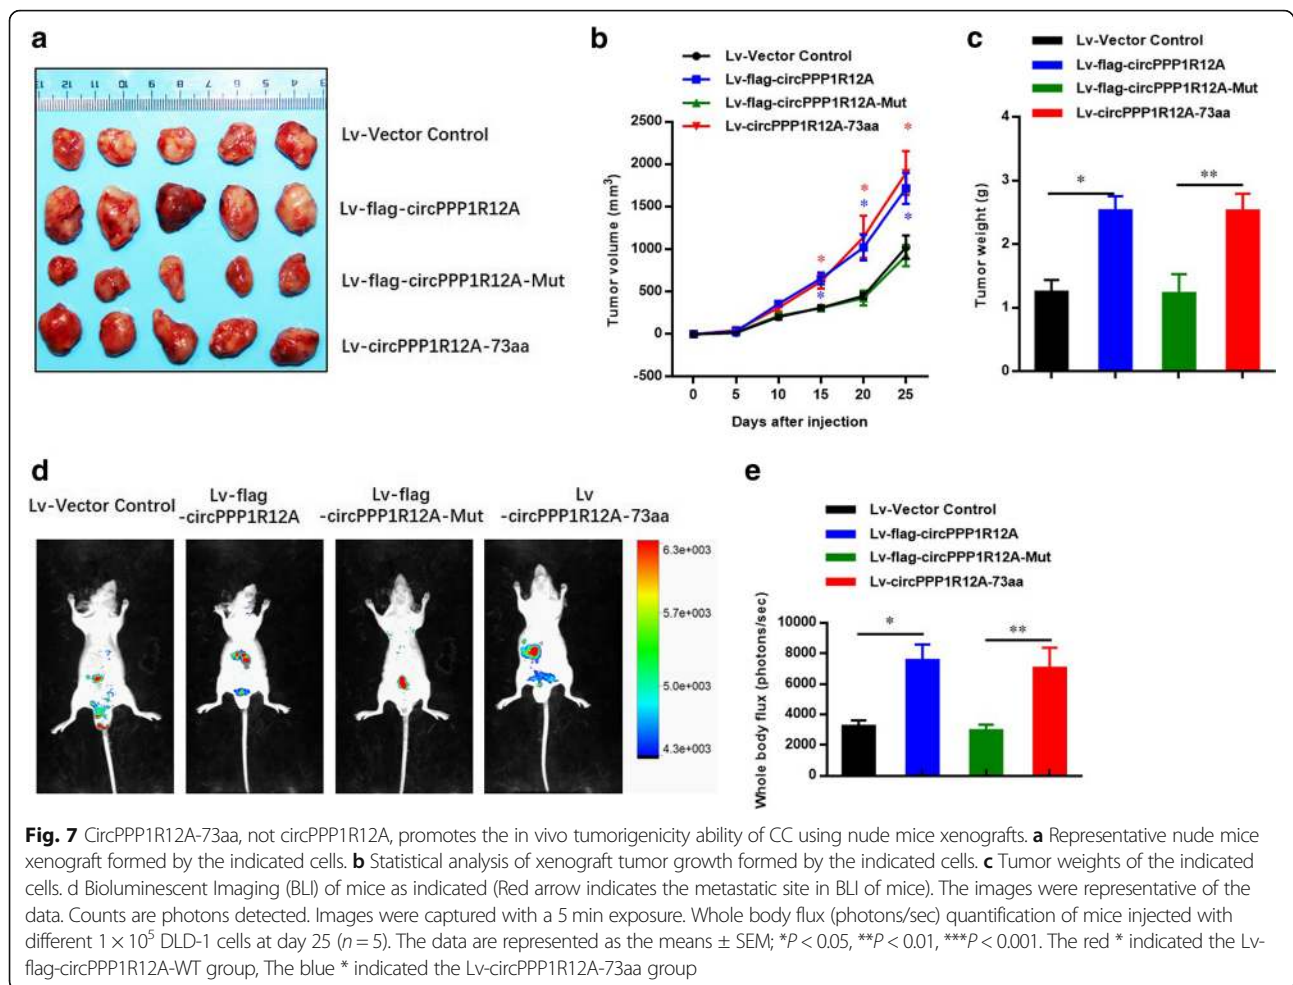 a
13 12 11 10 9 8 7 6 5 4 3
Lv-Vector Control
Lv-flag-circPPP1R12A
Lv-flag-circPPP1R12A-Mut
Lv-circPPP1R12A-73aa
b
Lv-Vector Control
Lv-flag-circPPP1R12A
Lv-flag-circPPP1R12A-Mut
Lv-circPPP1R12A-73aa
Tumor volume (mm³)
2500
2000
1500
1000
500
0
-500
* * * * * *
0 5 10 15 20 25
Days after injection
c
Lv-Vector Control
Lv-flag-circPPP1R12A
Lv-flag-circPPP1R12A-Mut
Lv-circPPP1R12A-73aa
Tumor weight (g)
4
3
2
1
0
* **
d
Lv-Vector Control
Lv-flag
-circPPP1R12A
Lv-flag
-circPPP1R12A-Mut
Lv
-circPPP1R12A-73aa
6.3e+003
5.7e+003
5.0e+003
4.3e+003
e
Lv-Vector Control
Lv-flag-circPPP1R12A
Lv-flag-circPPP1R12A-Mut
Lv-circPPP1R12A-73aa
Whole body flux (photons/sec)
10000
8000
6000
4000
2000
0
* **
Fig. 7 CircPPP1R12A-73aa, not circPPP1R12A, promotes the in vivo tumorigenicity ability of CC using nude mice xenografts. a Representative nude mice
xenograft formed by the indicated cells. b Statistical analysis of xenograft tumor growth formed by the indicated cells. c Tumor weights of the indicated
cells. d Bioluminescent Imaging (BLI) of mice as indicated (Red arrow indicates the metastatic site in BLI of mice). The images were representative of the
data. Counts are photons detected. Images were captured with a 5 min exposure. Whole body flux (photons/sec) quantification of mice injected with
different 1 × 10⁵ DLD-1 cells at day 25 (n = 5). The data are represented as the means ± SEM; *P < 0.05, **P < 0.01, ***P < 0.001. The red * indicated the Lv-
flag-circPPP1R12A-WT group, The blue * indicated the Lv-circPPP1R12A-73aa group